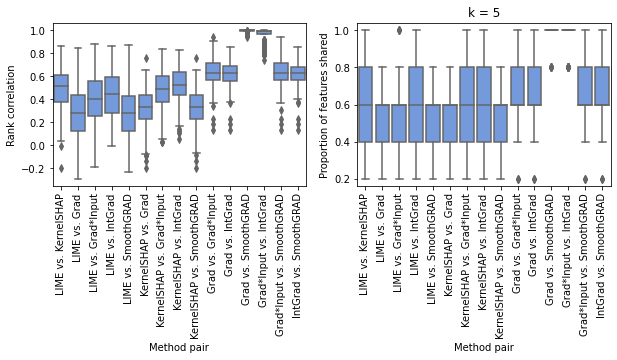 Rank correlation
1.0
0.8
0.6
0.4
0.2
0.0
−0.2
LIME vs. KernelSHAP
LIME vs. Grad
LIME vs. Grad*Input
LIME vs. IntGrad
LIME vs. SmoothGRAD
KernelSHAP vs. Grad
KernelSHAP vs. Grad*Input
KernelSHAP vs. IntGrad
KernelSHAP vs. SmoothGRAD
Grad vs. Grad*Input
Grad vs. IntGrad
Grad vs. SmoothGRAD
Grad*Input vs. IntGrad
Grad*Input vs. SmoothGRAD
IntGrad vs. SmoothGRAD
Method pair
k = 5
Proportion of features shared
1.0
0.8
0.6
0.4
0.2
LIME vs. KernelSHAP
LIME vs. Grad
LIME vs. Grad*Input
LIME vs. IntGrad
LIME vs. SmoothGRAD
KernelSHAP vs. Grad
KernelSHAP vs. Grad*Input
KernelSHAP vs. IntGrad
KernelSHAP vs. SmoothGRAD
Grad vs. Grad*Input
Grad vs. IntGrad
Grad vs. SmoothGRAD
Grad*Input vs. IntGrad
Grad*Input vs. SmoothGRAD
IntGrad vs. SmoothGRAD
Method pair